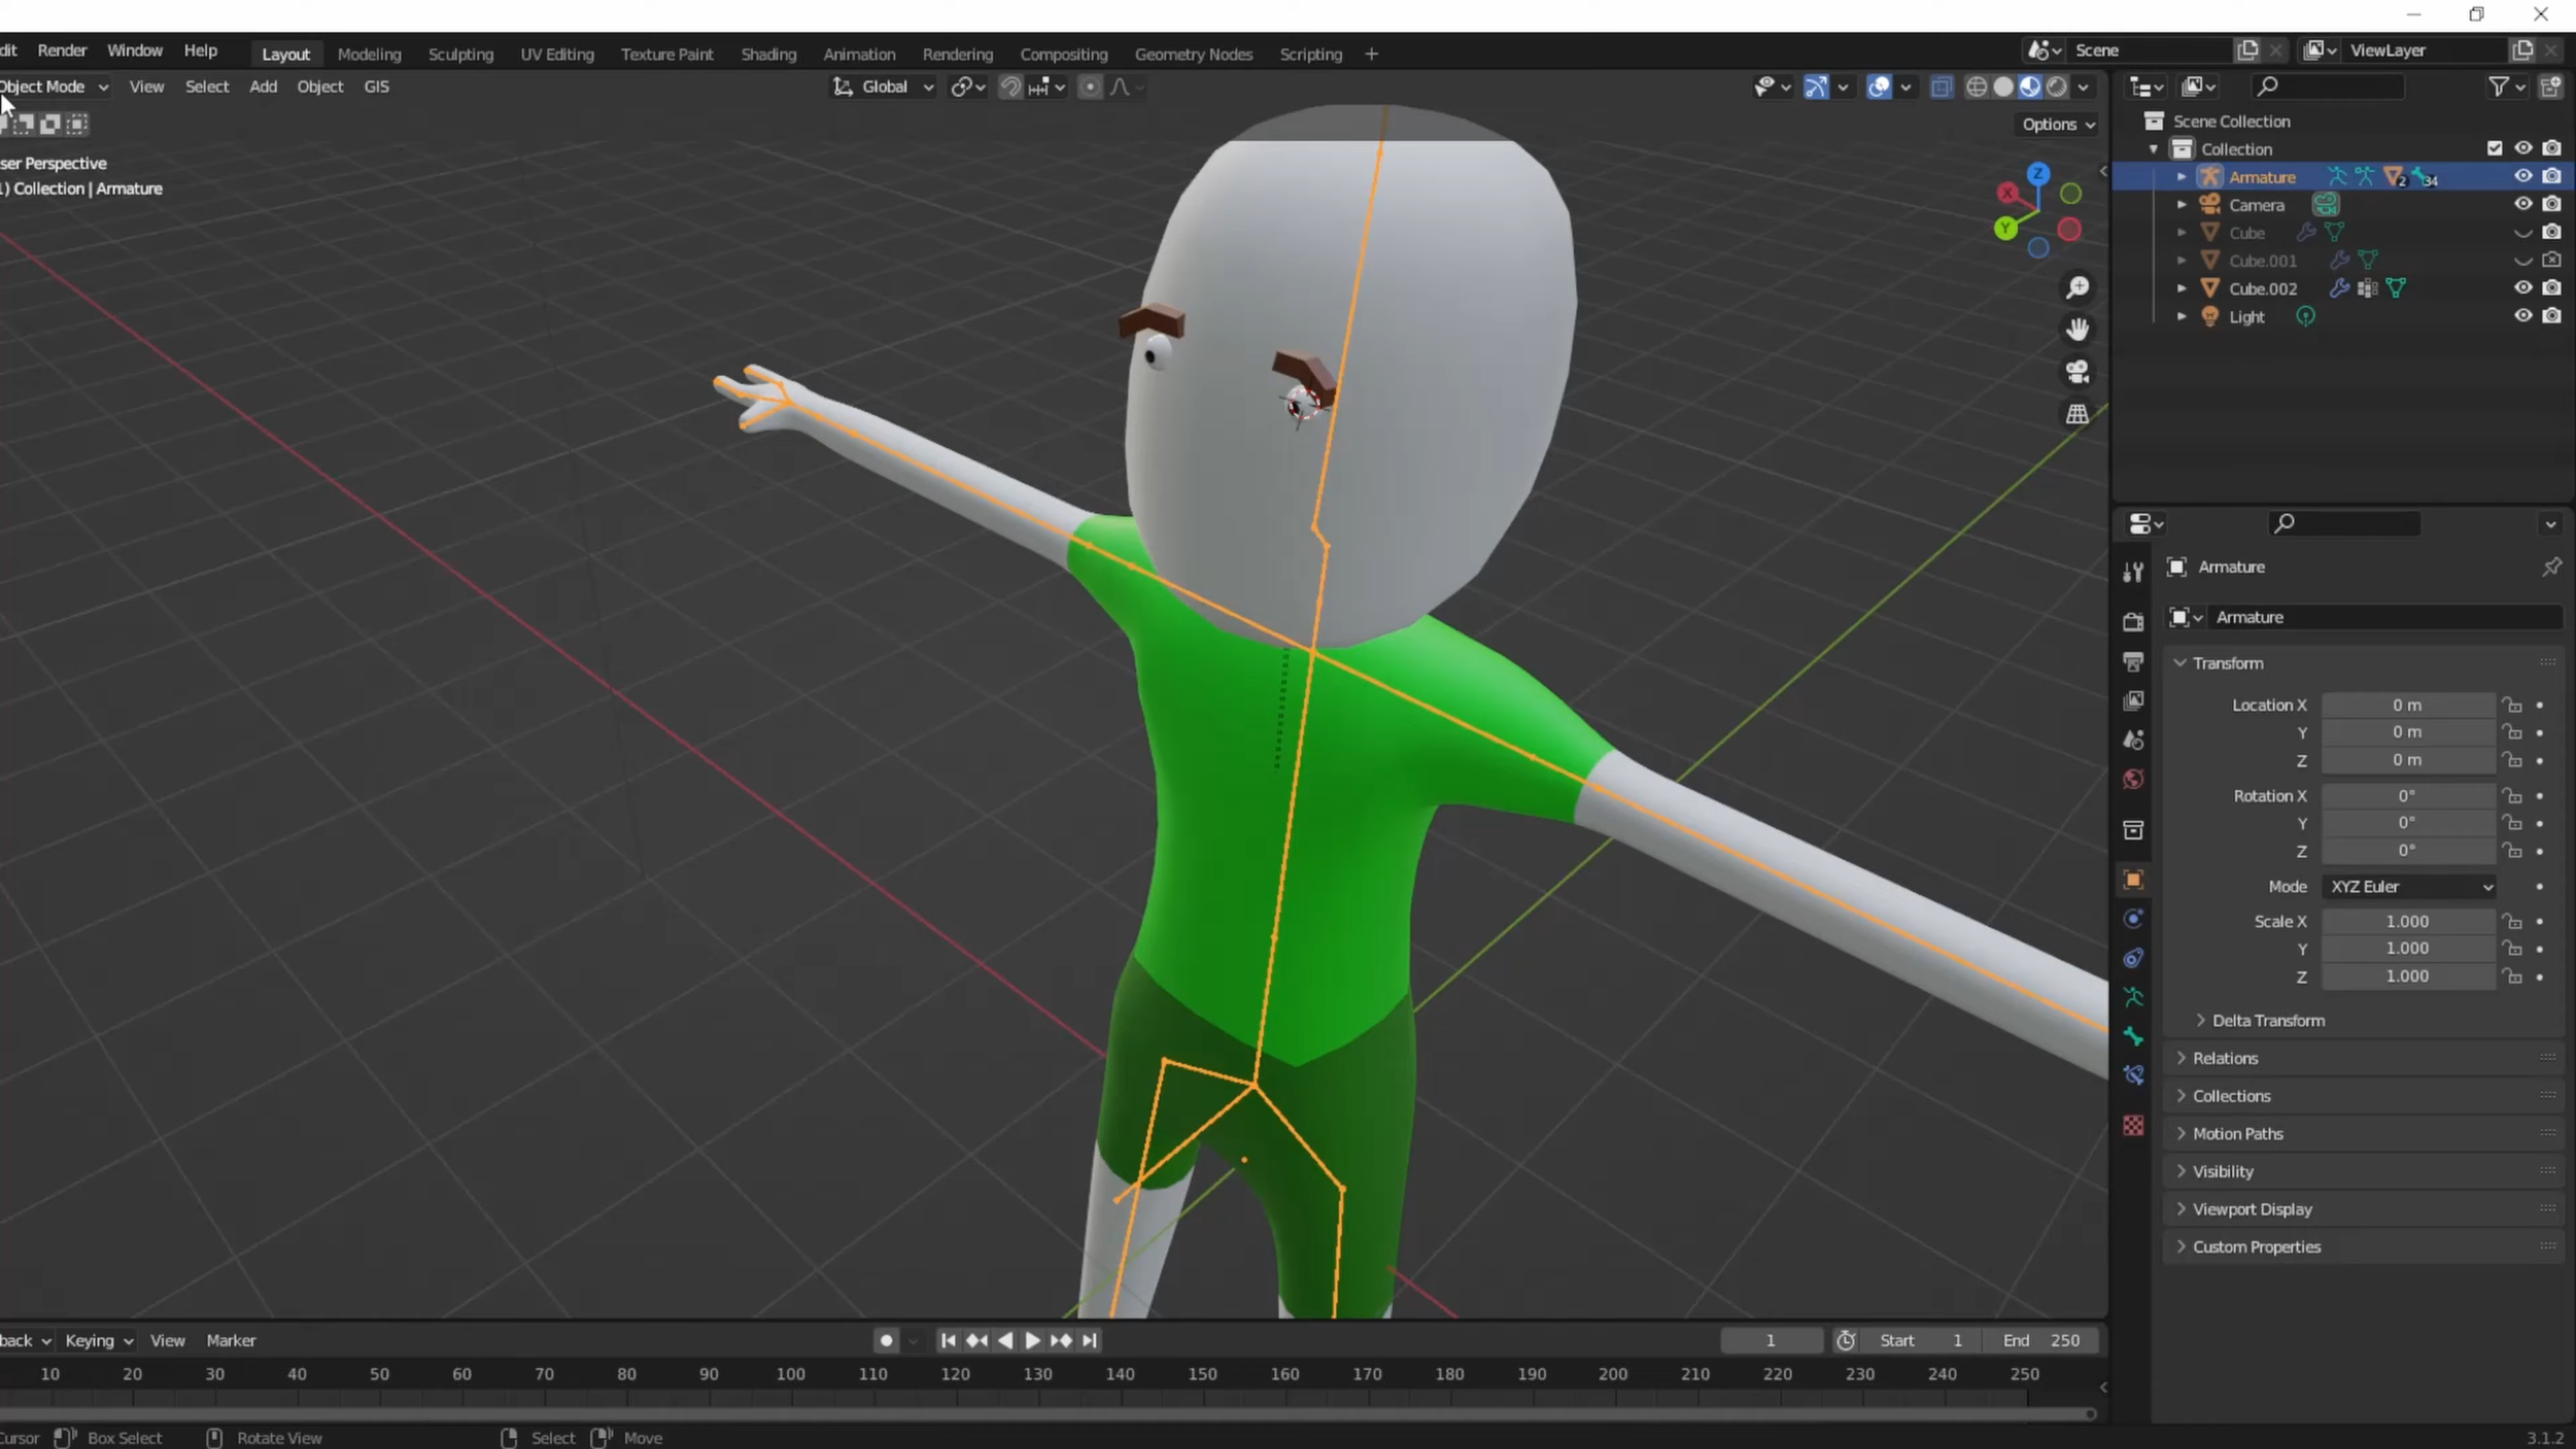 dit Render Window Help Layout Modeling Sculpting UV Editing Texture Paint Shading Animation Rendering Compositing Geometry Nodes Scripting + Scene ViewLayer
Object Mode View Select Add Object GIS Global
Options
ser Perspective
1) Collection | Armature
Z
X
Y
Scene Collection
Collection
Armature 2 34
Camera
Cube
Cube.001
Cube.002
Light
Armature
Armature
Transform
Location X 0 m
Y 0 m
Z 0 m
Rotation X 0°
Y 0°
Z 0°
Mode XYZ Euler
Scale X 1.000
Y 1.000
Z 1.000
Delta Transform
Relations
Collections
Motion Paths
Visibility
Viewport Display
Custom Properties
back Keying View Marker 1 Start 1 End 250
10 20 30 40 50 60 70 80 90 100 110 120 130 140 150 160 170 180 190 200 210 220 230 240 250
Cursor Box Select Rotate View Select Move 3.1.2